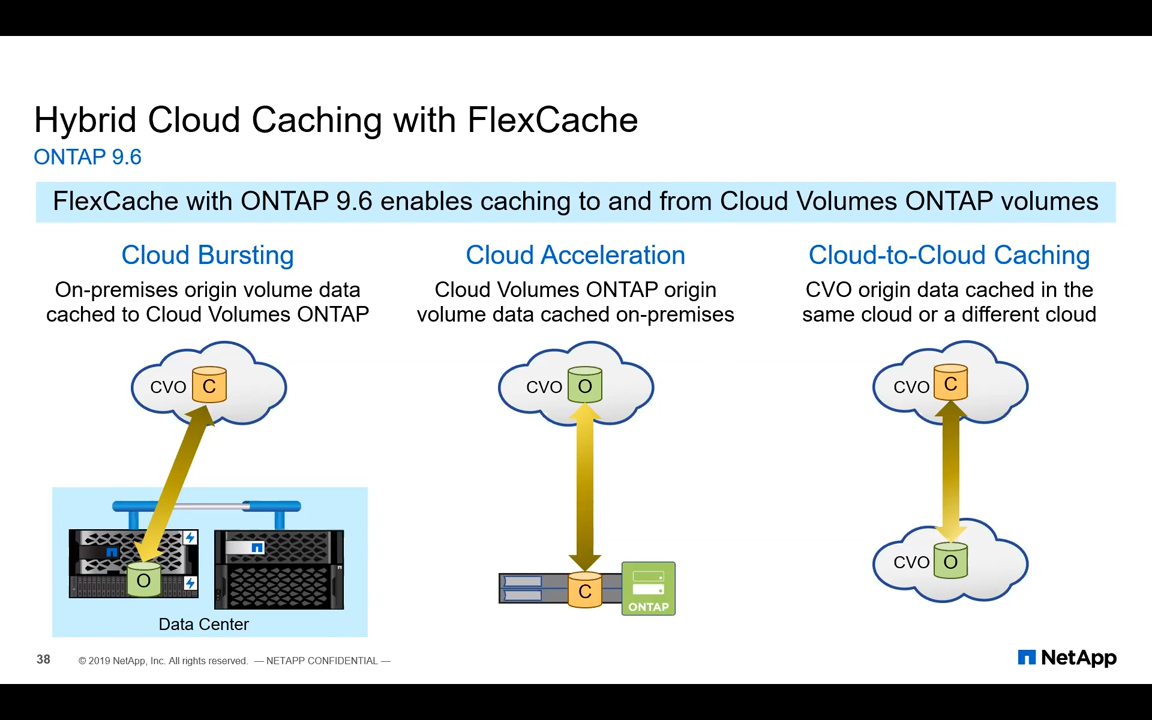 Hybrid Cloud Caching with FlexCache
ONTAP 9.6
FlexCache with ONTAP 9.6 enables caching to and from Cloud Volumes ONTAP volumes
Cloud Bursting
On-premises origin volume data
cached to Cloud Volumes ONTAP
CVO C
O
Data Center
Cloud Acceleration
Cloud Volumes ONTAP origin
volume data cached on-premises
CVO O
C
ONTAP
Cloud-to-Cloud Caching
CVO origin data cached in the
same cloud or a different cloud
CVO C
CVO O
38 © 2019 NetApp, Inc. All rights reserved. — NETAPP CONFIDENTIAL —
NetApp